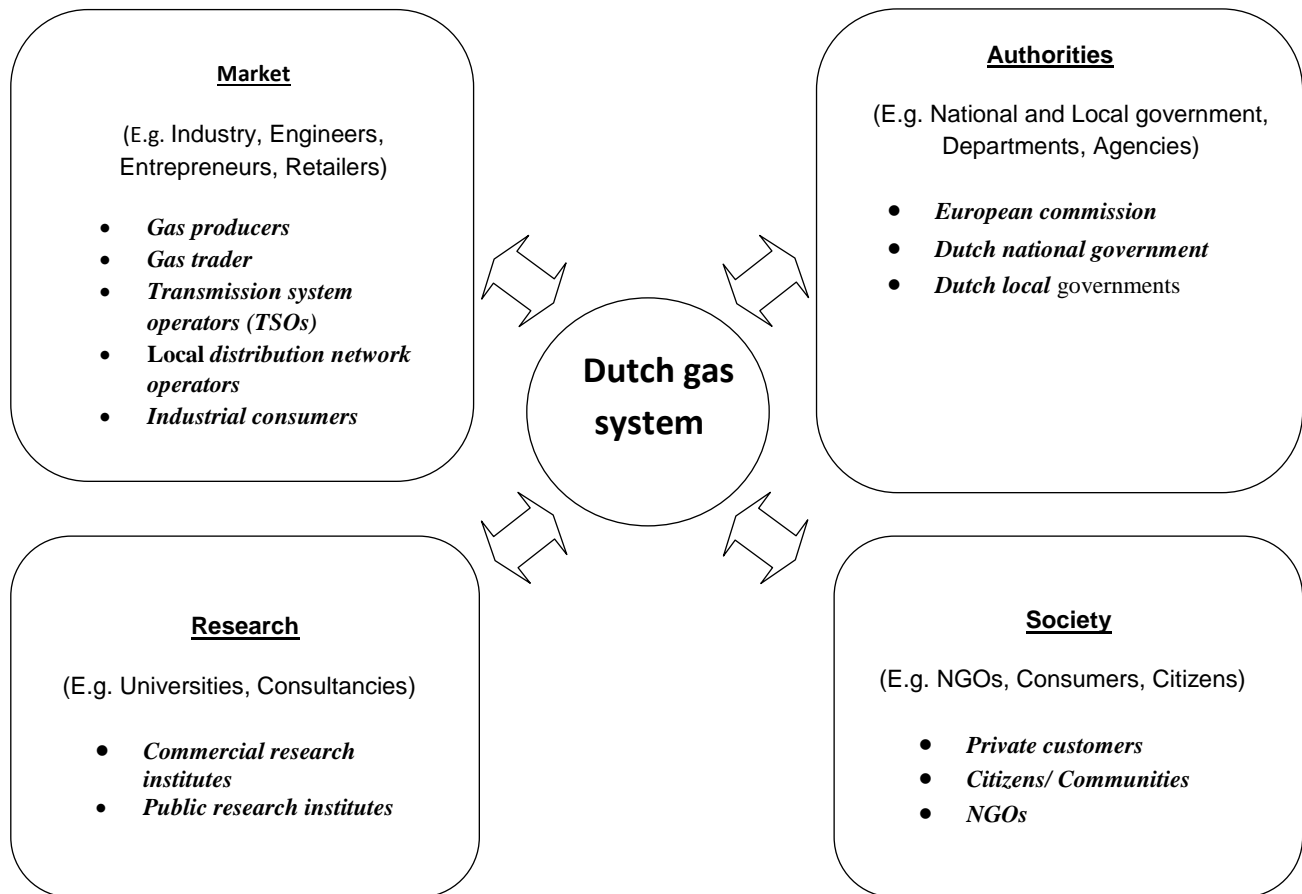 Market
(E.g. Industry, Engineers,
Entrepreneurs, Retailers)
• Gas producers
• Gas trader
• Transmission system
operators (TSOs)
• Local distribution network
operators
• Industrial consumers
Authorities
(E.g. National and Local government,
Departments, Agencies)
• European commission
• Dutch national government
• Dutch local governments
Dutch gas
system
Research
(E.g. Universities, Consultancies)
• Commercial research
institutes
• Public research institutes
Society
(E.g. NGOs, Consumers, Citizens)
• Private customers
• Citizens/ Communities
• NGOs